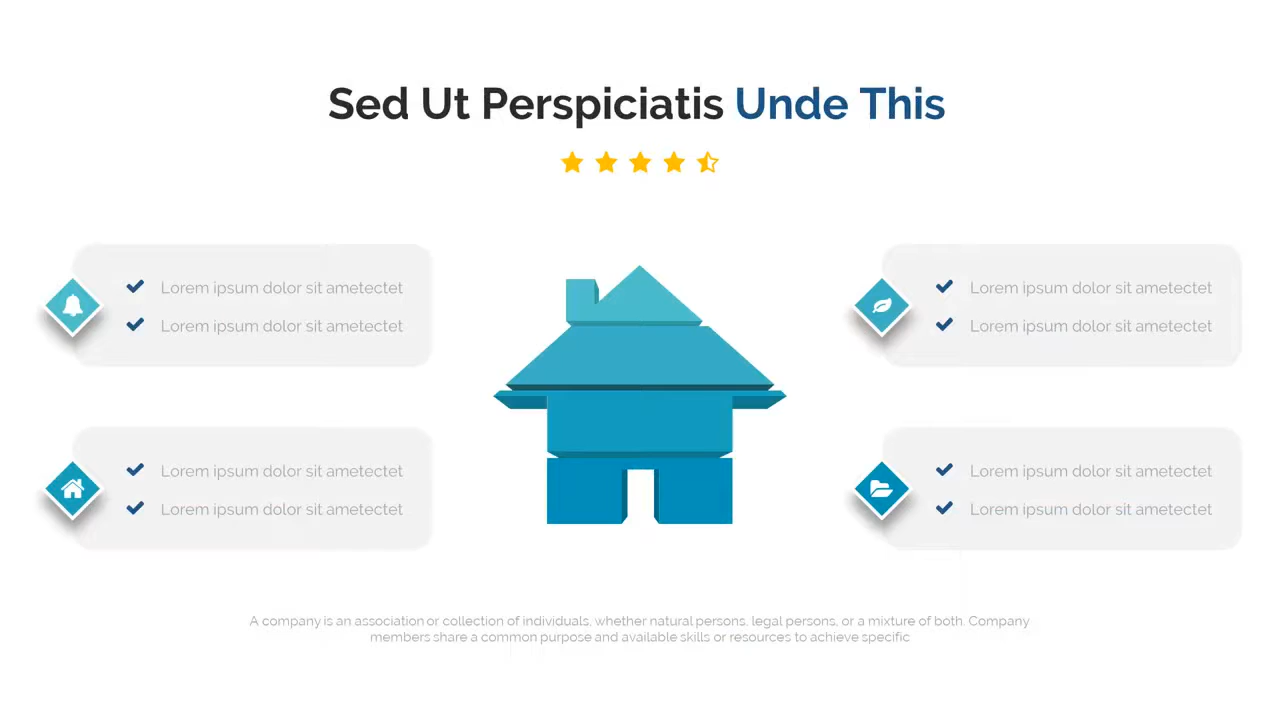 Sed Ut Perspiciatis Unde This
Lorem ipsum dolor sit ametectet
Lorem ipsum dolor sit ametectet
Lorem ipsum dolor sit ametectet
Lorem ipsum dolor sit ametectet
Lorem ipsum dolor sit ametectet
Lorem ipsum dolor sit ametectet
Lorem ipsum dolor sit ametectet
Lorem ipsum dolor sit ametectet
A company is an association or collection of individuals, whether natural persons, legal persons, or a mixture of both. Company
members share a common purpose and available skills or resources to achieve specific